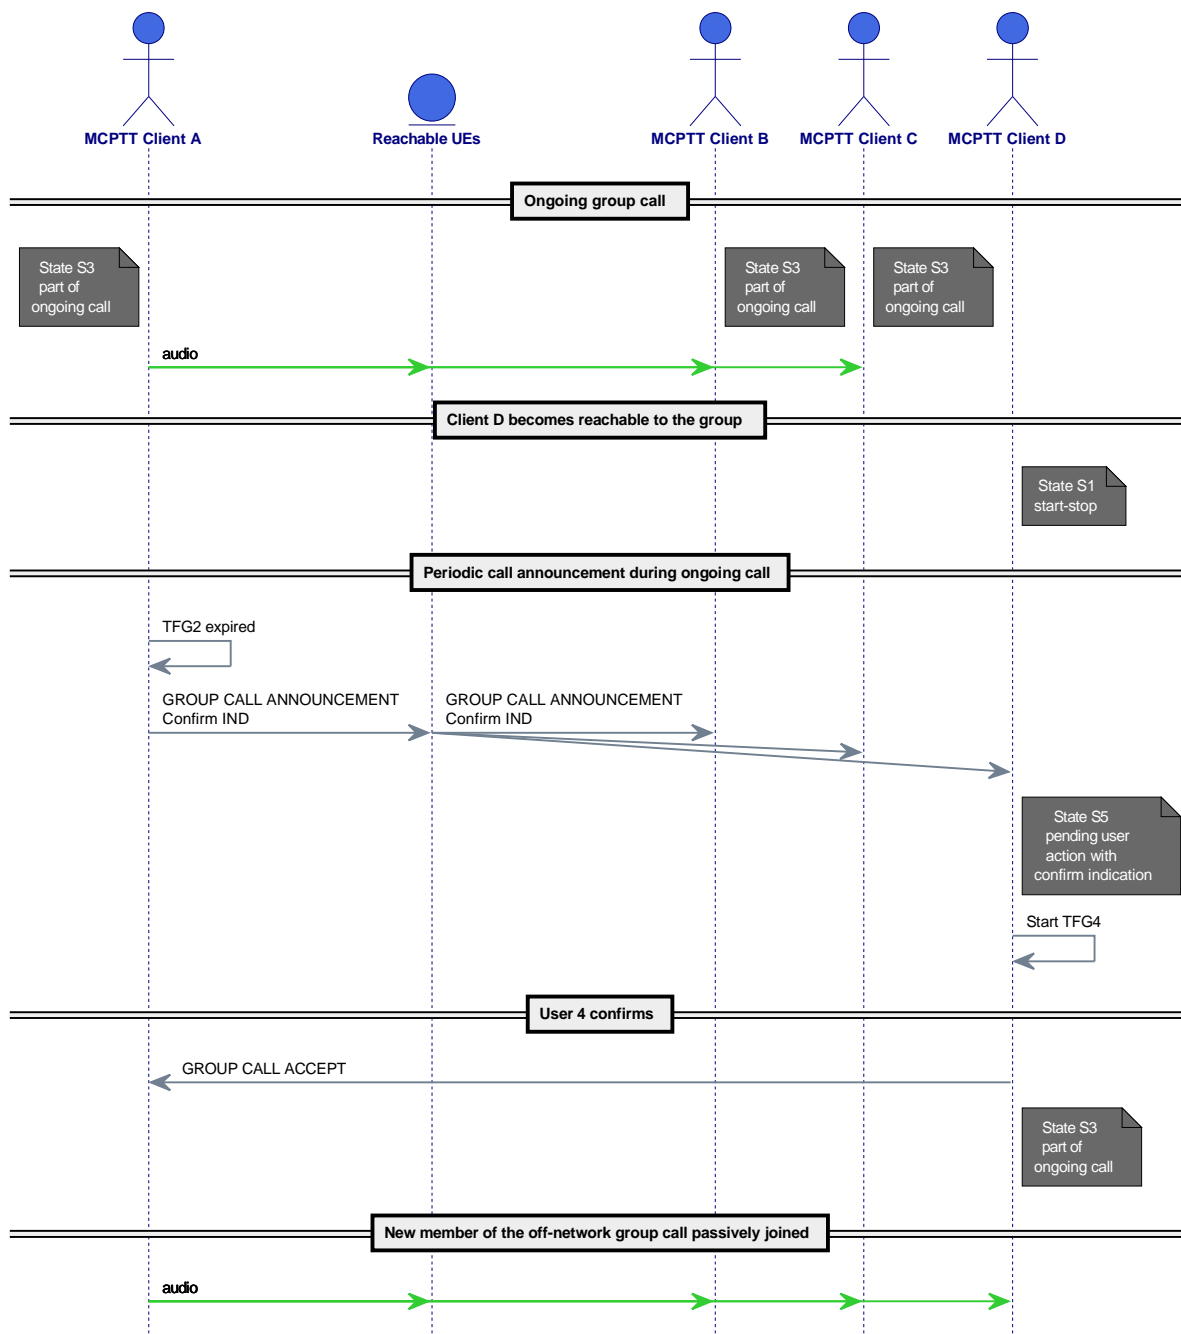 MCPTT Client A
Reachable UEs
MCPTT Client B
MCPTT Client C
MCPTT Client D
Ongoing group call
State S3
part of
ongoing call
State S3
part of
ongoing call
State S3
part of
ongoing call
audio
Client D becomes reachable to the group
State S1
start-stop
Periodic call announcement during ongoing call
TFG2 expired
GROUP CALL ANNOUNCEMENT
Confirm IND
GROUP CALL ANNOUNCEMENT
Confirm IND
State S5
pending user
action with
confirm indication
Start TFG4
User 4 confirms
GROUP CALL ACCEPT
State S3
part of
ongoing call
New member of the off-network group call passively joined
audio